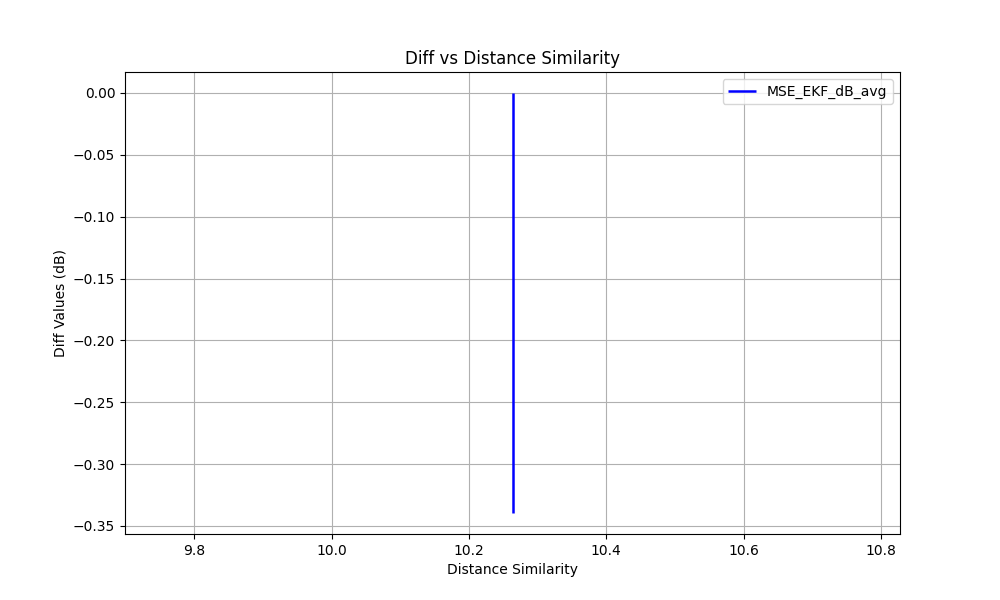 Diff vs Distance Similarity
MSE_EKF_dB_avg
0.00
−0.05
−0.10
−0.15
−0.20
−0.25
−0.30
−0.35
Diff Values (dB)
9.8 10.0 10.2 10.4 10.6 10.8
Distance Similarity